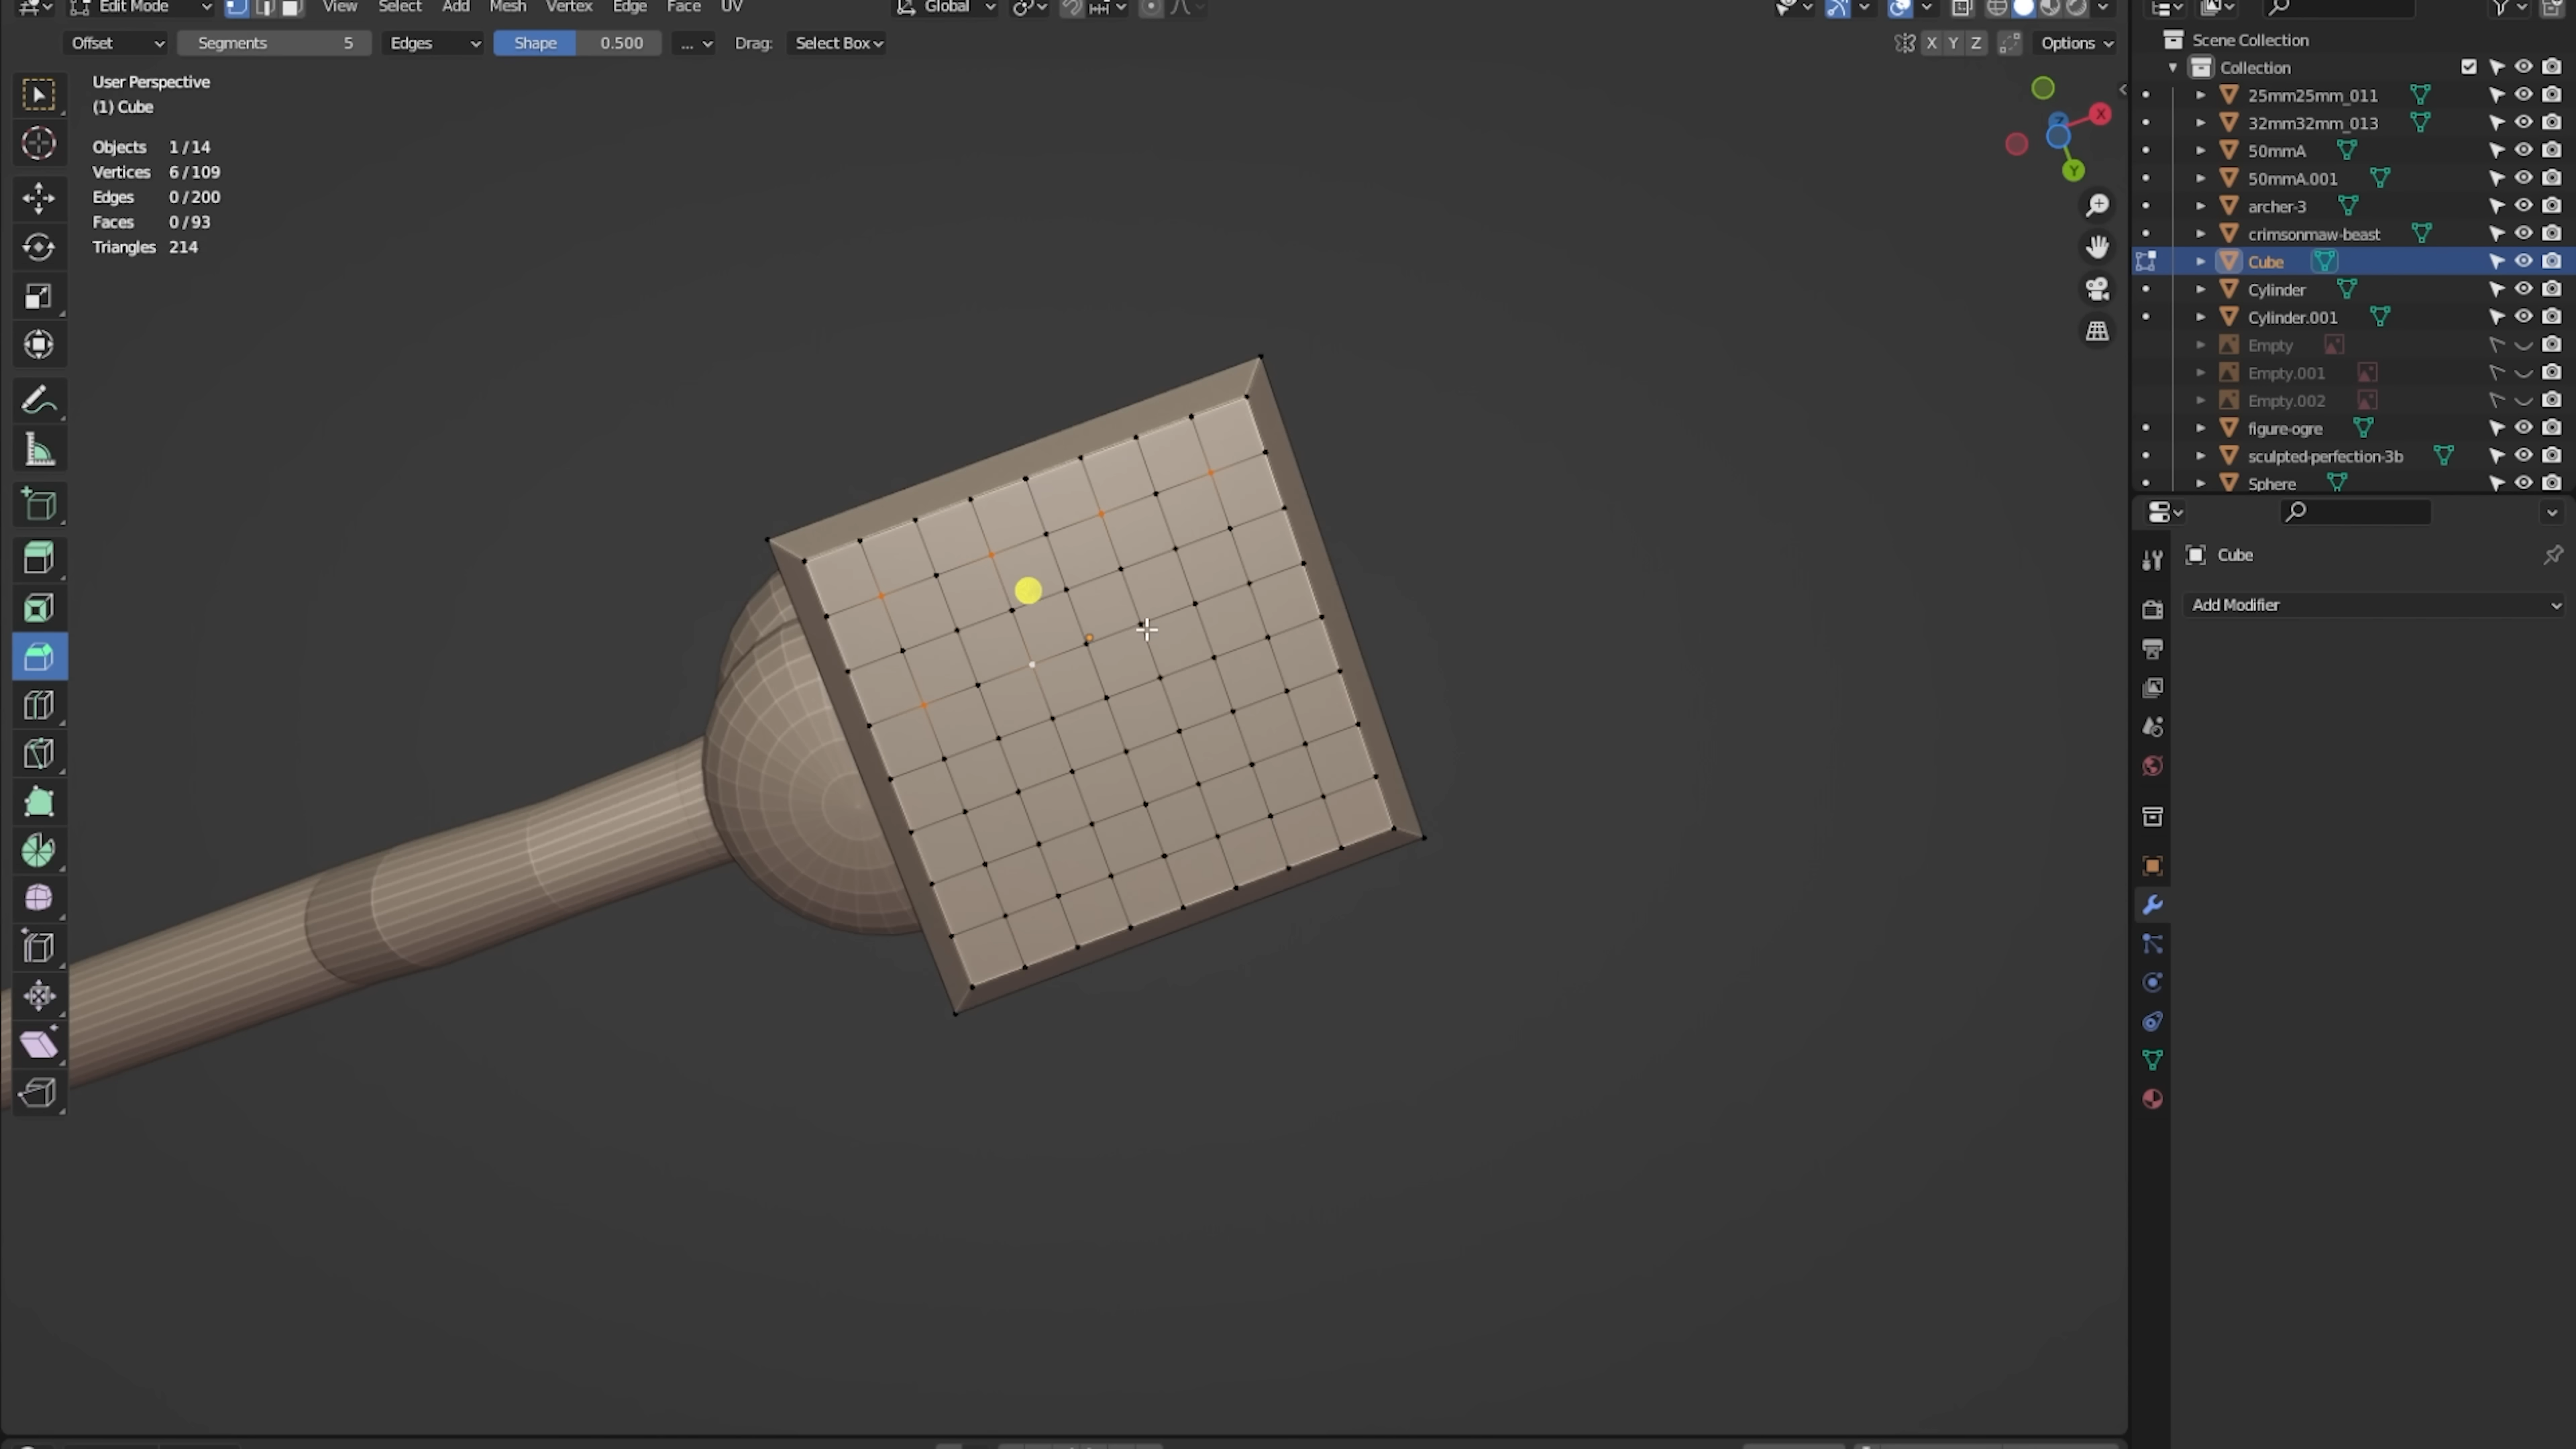 Edit Mode View Select Add Mesh Vertex Edge Face UV Global
Offset Segments 5 Edges Shape 0.500 ... Drag: Select Box X Y Z Options
User Perspective
(1) Cube
Objects 1/14
Vertices 6/109
Edges 0/200
Faces 0/93
Triangles 214
X
Z
Y
Scene Collection
Collection
25mm25mm_011
32mm32mm_013
50mmA
50mmA.001
archer-3
crimsonmaw-beast
Cube
Cylinder
Cylinder.001
Empty
Empty.001
Empty.002
figure-ogre
sculpted-perfection-3b
Sphere
Cube
Add Modifier